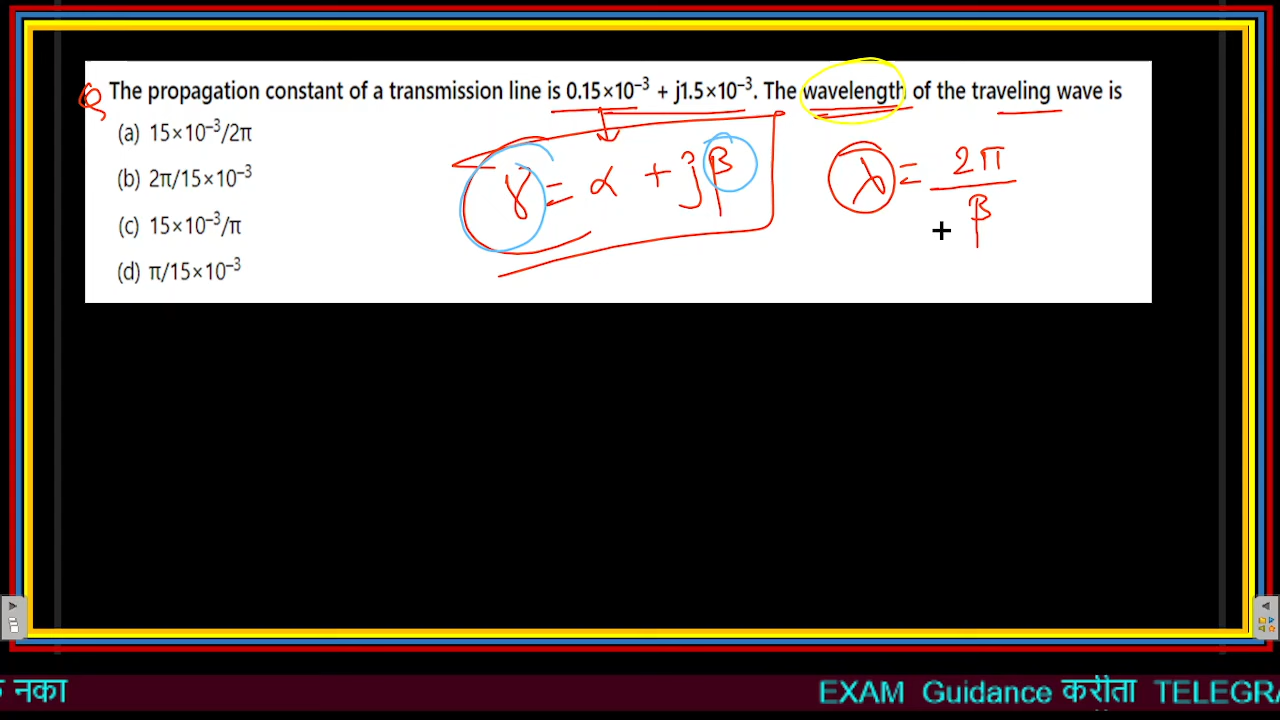 Q The propagation constant of a transmission line is 0.15×10⁻³ + j1.5×10⁻³. The wavelength of the traveling wave is
(a) 15×10⁻³/2π
(b) 2π/15×10⁻³
(c) 15×10⁻³/π
(d) π/15×10⁻³
γ = α + jβ
λ = 2π/β
नका EXAM Guidance करीता